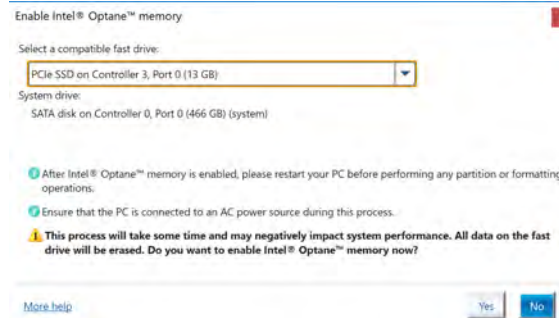 Enable Intel® Optane™ memory
Select a compatible fast drive:
PCIe SSD on Controller 3, Port 0 (13 GB)
System drive:
SATA disk on Controller 0, Port 0 (466 GB) (system)
After Intel® Optane™ memory is enabled, please restart your PC before performing any partition or formatting
operations.
Ensure that the PC is connected to an AC power source during this process.
This process will take some time and may negatively impact system performance. All data on the fast
drive will be erased. Do you want to enable Intel® Optane™ memory now?
More help
Yes
No